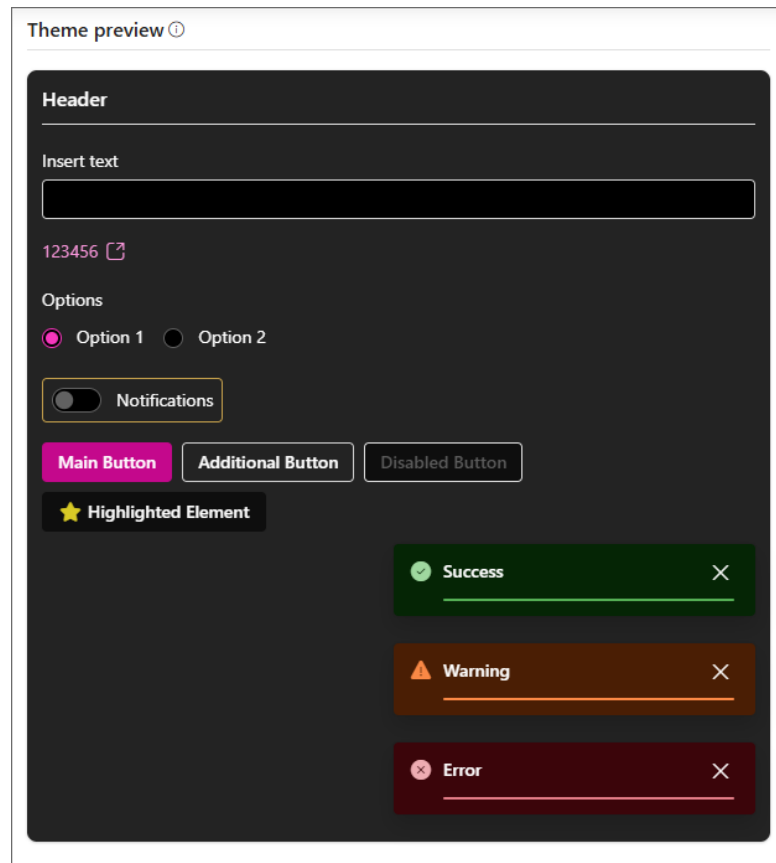 Theme preview
Header
Insert text
123456
Options
Option 1 Option 2
Notifications
Main Button Additional Button Disabled Button
Highlighted Element
Success
Warning
Error